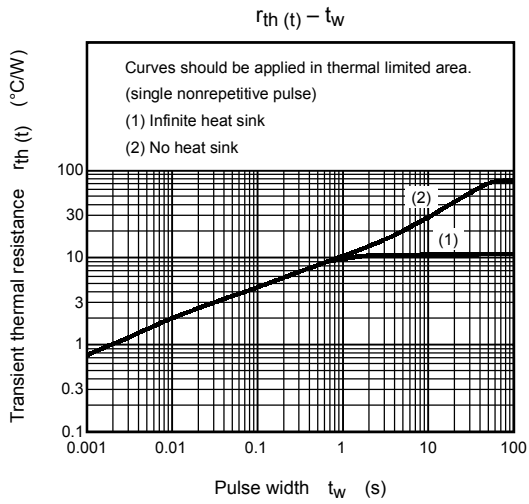 rth (t) – tw
Curves should be applied in thermal limited area.
(single nonrepetitive pulse)
(1) Infinite heat sink
(2) No heat sink
Transient thermal resistance rth (t) (°C/W)
100
30
10
3
1
0.3
0.1
(2)
(1)
0.001
0.01
0.1
1
10
100
Pulse width tw (s)